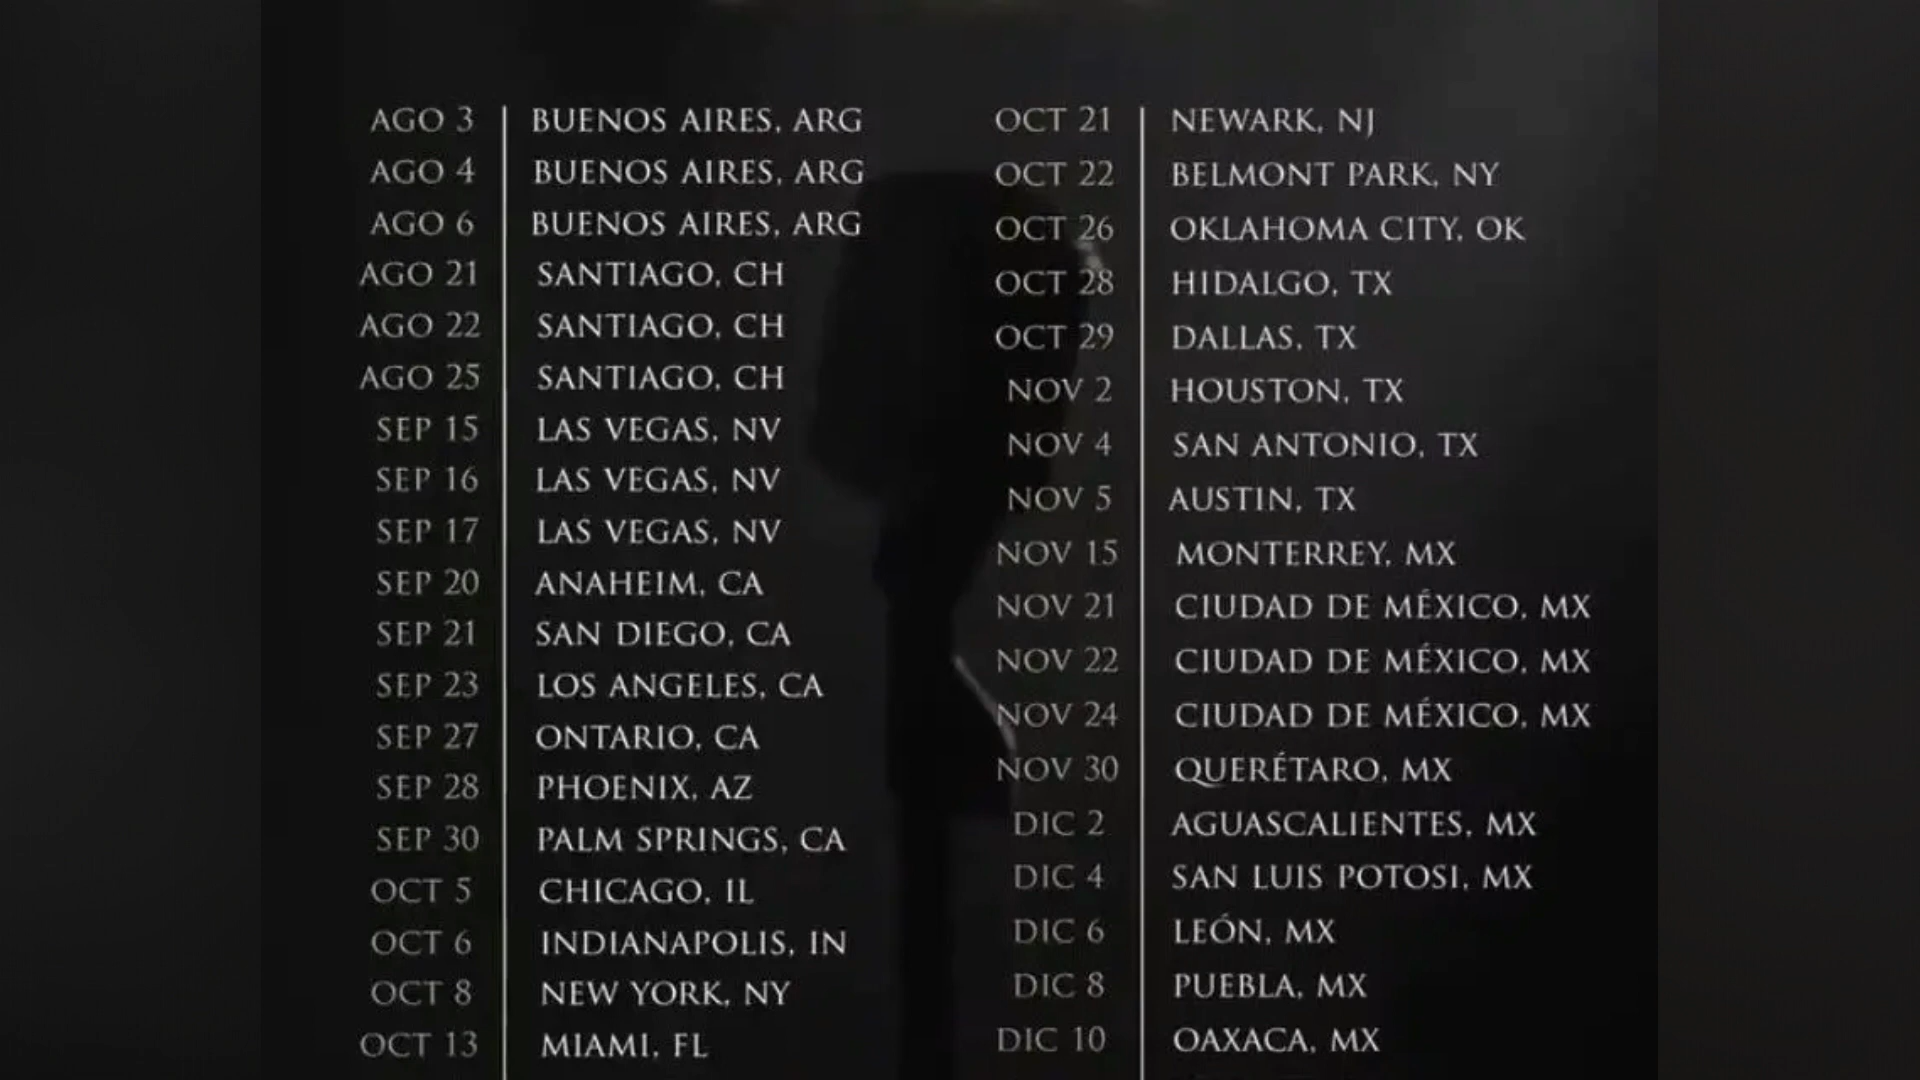 AGO 3 BUENOS AIRES, ARG
AGO 4 BUENOS AIRES, ARG
AGO 6 BUENOS AIRES, ARG
AGO 21 SANTIAGO, CH
AGO 22 SANTIAGO, CH
AGO 25 SANTIAGO, CH
SEP 15 LAS VEGAS, NV
SEP 16 LAS VEGAS, NV
SEP 17 LAS VEGAS, NV
SEP 20 ANAHEIM, CA
SEP 21 SAN DIEGO, CA
SEP 23 LOS ANGELES, CA
SEP 27 ONTARIO, CA
SEP 28 PHOENIX, AZ
SEP 30 PALM SPRINGS, CA
OCT 5 CHICAGO, IL
OCT 6 INDIANAPOLIS, IN
OCT 8 NEW YORK, NY
OCT 13 MIAMI, FL
OCT 21 NEWARK, NJ
OCT 22 BELMONT PARK, NY
OCT 26 OKLAHOMA CITY, OK
OCT 28 HIDALGO, TX
OCT 29 DALLAS, TX
NOV 2 HOUSTON, TX
NOV 4 SAN ANTONIO, TX
NOV 5 AUSTIN, TX
NOV 15 MONTERREY, MX
NOV 21 CIUDAD DE MÉXICO, MX
NOV 22 CIUDAD DE MÉXICO, MX
NOV 24 CIUDAD DE MÉXICO, MX
NOV 30 QUERÉTARO, MX
DIC 2 AGUASCALIENTES, MX
DIC 4 SAN LUIS POTOSI, MX
DIC 6 LEÓN, MX
DIC 8 PUEBLA, MX
DIC 10 OAXACA, MX